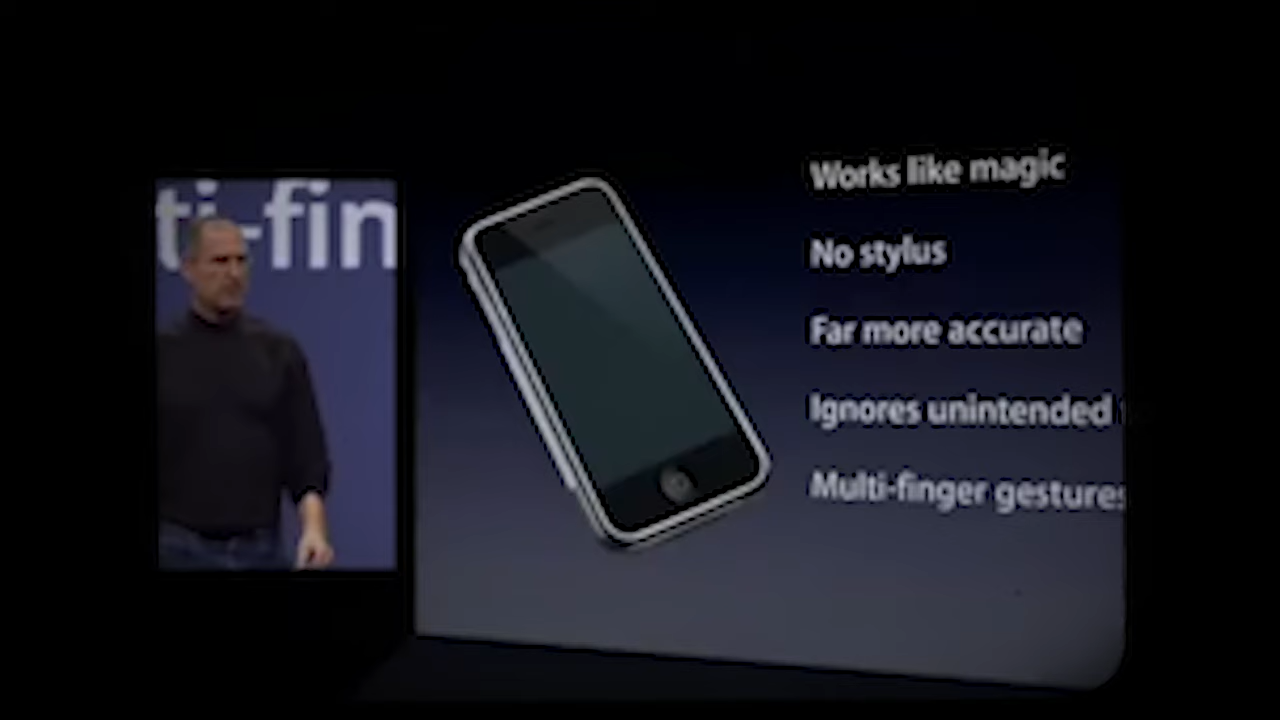 ti-fin
Works like magic
No stylus
Far more accurate
Ignores unintended
Multi-finger gestures